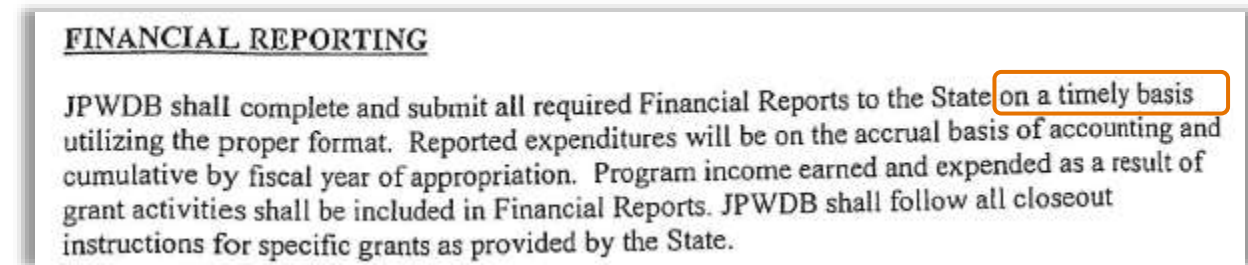 FINANCIAL REPORTING
JPWDB shall complete and submit all required Financial Reports to the State on a timely basis
utilizing the proper format. Reported expenditures will be on the accrual basis of accounting and
cumulative by fiscal year of appropriation. Program income earned and expended as a result of
grant activities shall be included in Financial Reports. JPWDB shall follow all closeout
instructions for specific grants as provided by the State.